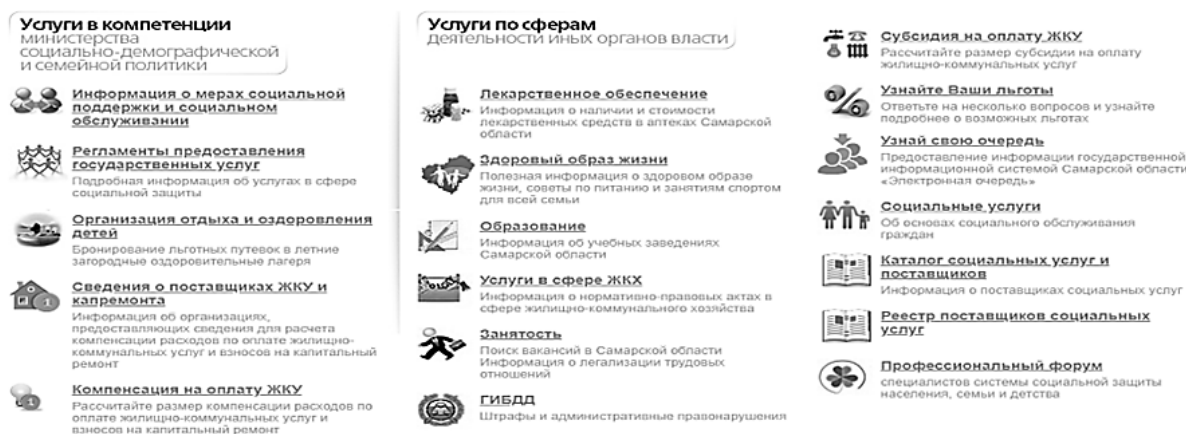 Услуги в компетенции
министерства
социально-демографической
и семейной политики
Информация о мерах социальной
поддержки и социальном
обслуживании
Регламенты предоставления
государственных услуг
Подробная информация об услугах в сфере
социальной защиты
Организация отдыха и оздоровления
детей
Бронирование льготных путевок в летние
загородные оздоровительные лагеря
Сведения о поставщиках ЖКУ и
капремонта
Информация об организациях,
предоставляющих сведения для расчета
компенсации расходов по оплате жилищно-
коммунальных услуг и взносов на капитальный
ремонт
Компенсация на оплату ЖКУ
Рассчитайте размер компенсации расходов по
оплате жилищно-коммунальных услуг и
взносов на капитальный ремонт
Услуги по сферам
деятельности иных органов власти
Лекарственное обеспечение
Информация о наличии и стоимости
лекарственных средств в аптеках Самарской
области
Здоровый образ жизни
Полезная информация о здоровом образе
жизни, советы по питанию и занятиям спортом
для всей семьи
Образование
Информация об учебных заведениях
Самарской области
Услуги в сфере ЖКХ
Информация о нормативно-правовых актах в
сфере жилищно-коммунального хозяйства
Занятость
Поиск вакансий в Самарской области
Информация о легализации трудовых
отношений
ГИБДД
Штрафы и административные правонарушения
Субсидия на оплату ЖКУ
Рассчитайте размер субсидии на оплату
жилищно-коммунальных услуг
Узнайте Ваши льготы
Ответьте на несколько вопросов и узнайте
подробнее о возможных льготах
Узнай свою очередь
Предоставление информации государственной
информационной системой Самарской области
«Электронная очередь»
Социальные услуги
Об основах социального обслуживания
граждан
Каталог социальных услуг и
поставщиков
Информация о поставщиках социальных услуг
Реестр поставщиков социальных
услуг
Профессиональный форум
специалистов системы социальной защиты
населения, семьи и детства